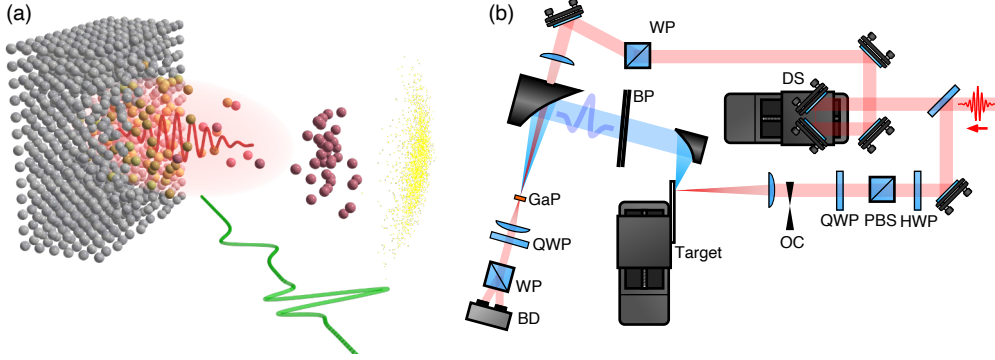 (a)
(b)
WP
DS
BP
GaP
QWP
WP
BD
Target
OC
QWP
PBS
HWP